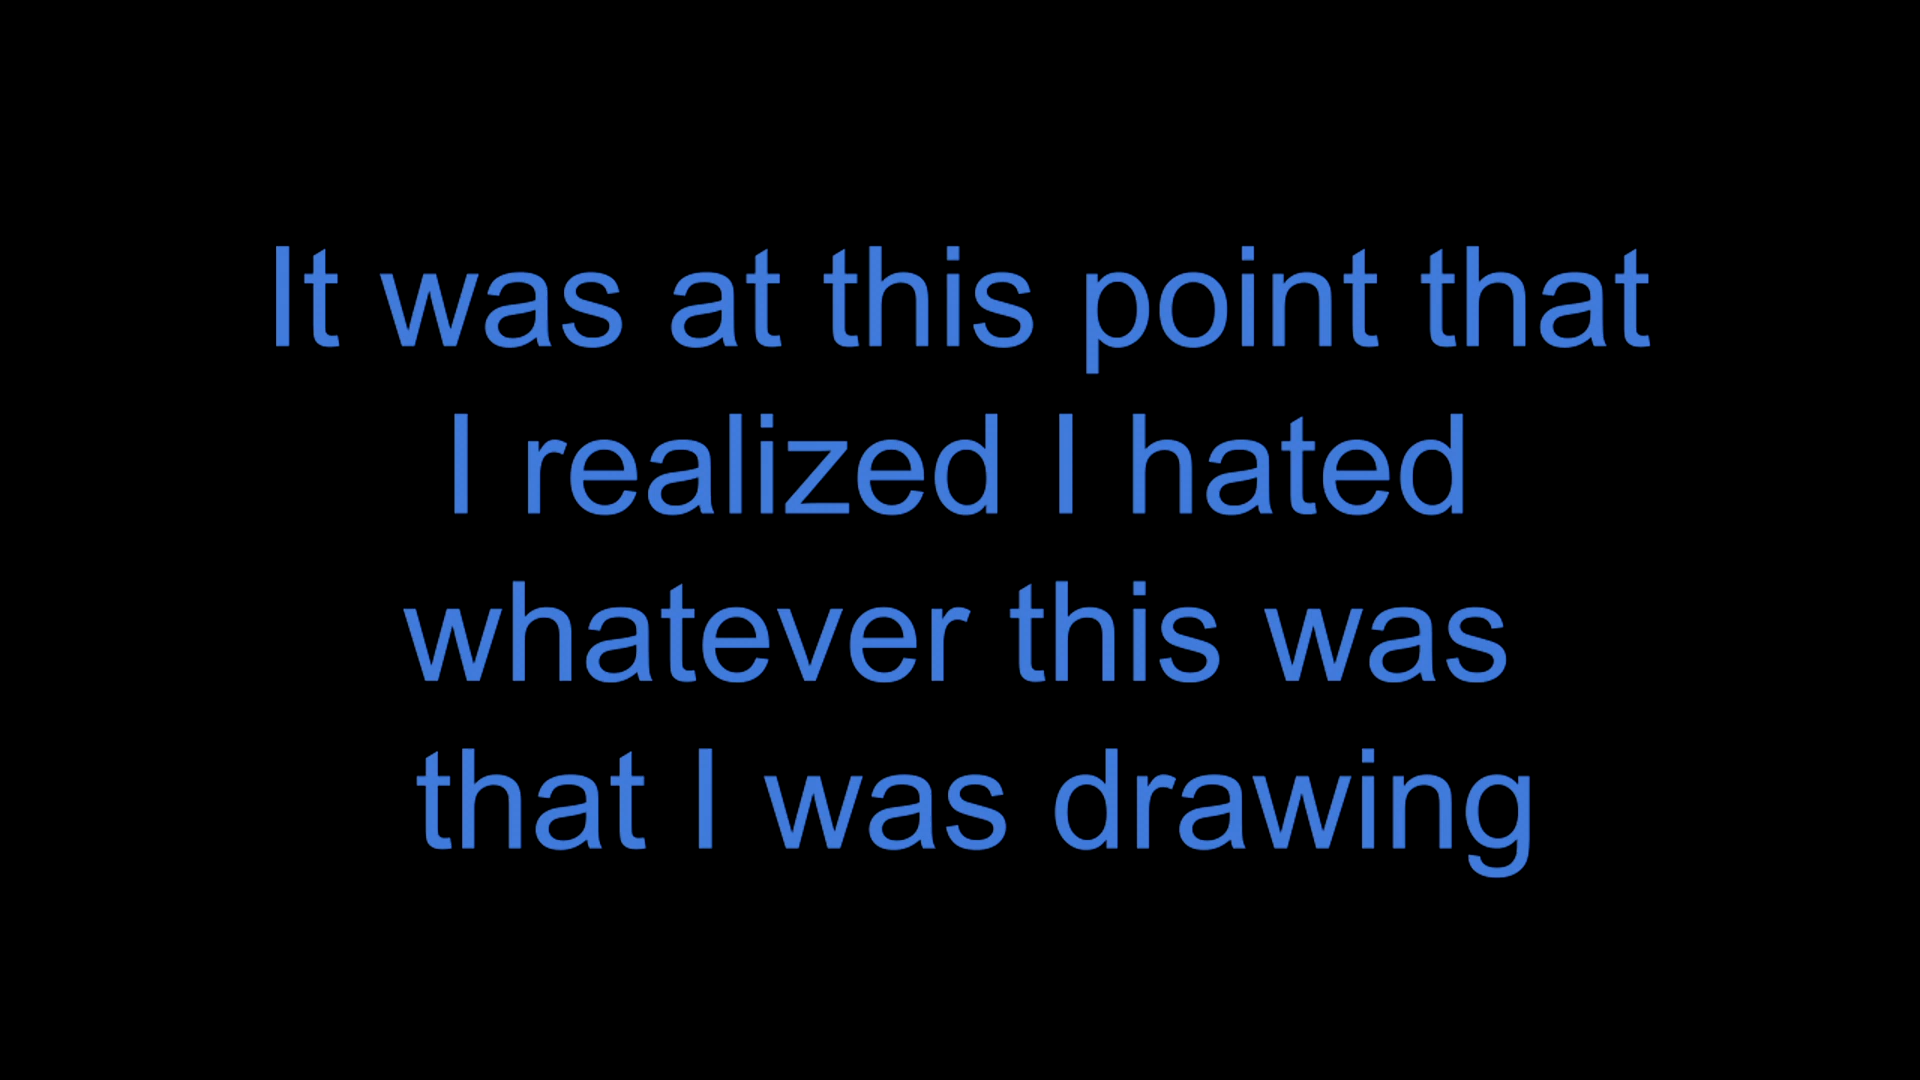 It was at this point that
I realized I hated
whatever this was
that I was drawing